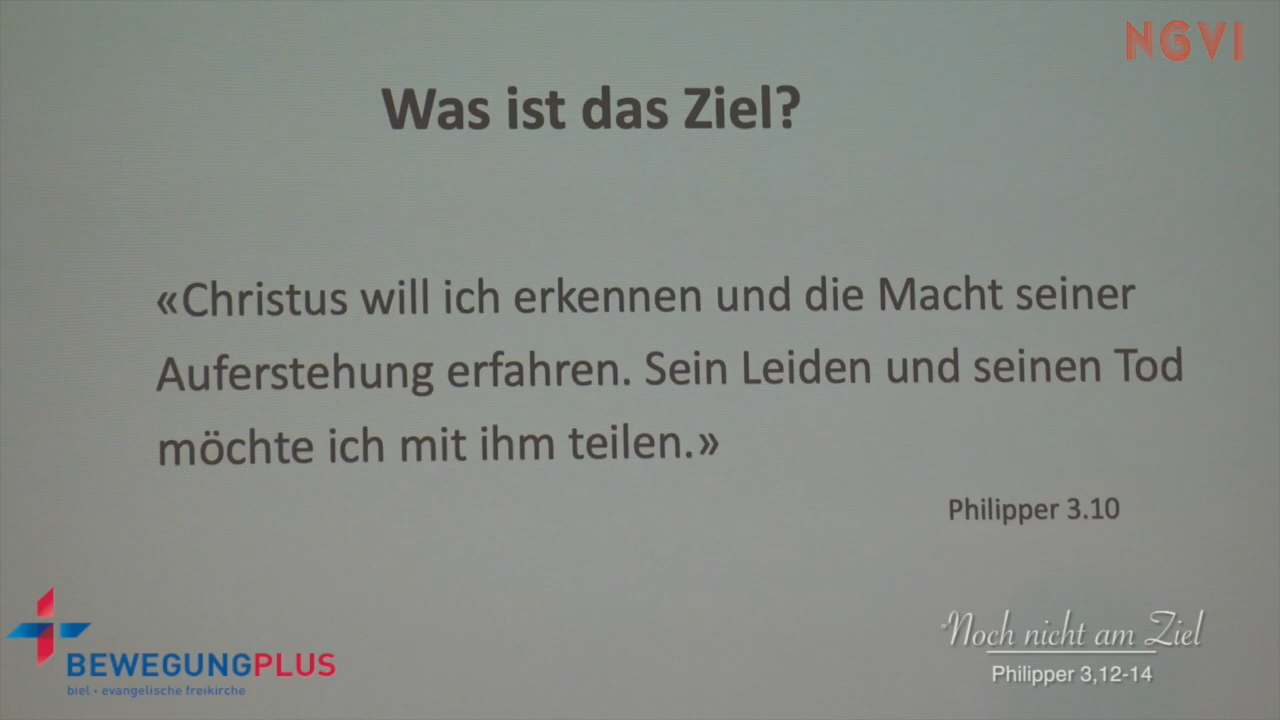 NGVI
Was ist das Ziel?
«Christus will ich erkennen und die Macht seiner
Auferstehung erfahren. Sein Leiden und seinen Tod
möchte ich mit ihm teilen.»
Philipper 3.10
BEWEGUNGPLUS
biel • evangelische freikirche
"Noch nicht am Ziel
Philipper 3,12-14